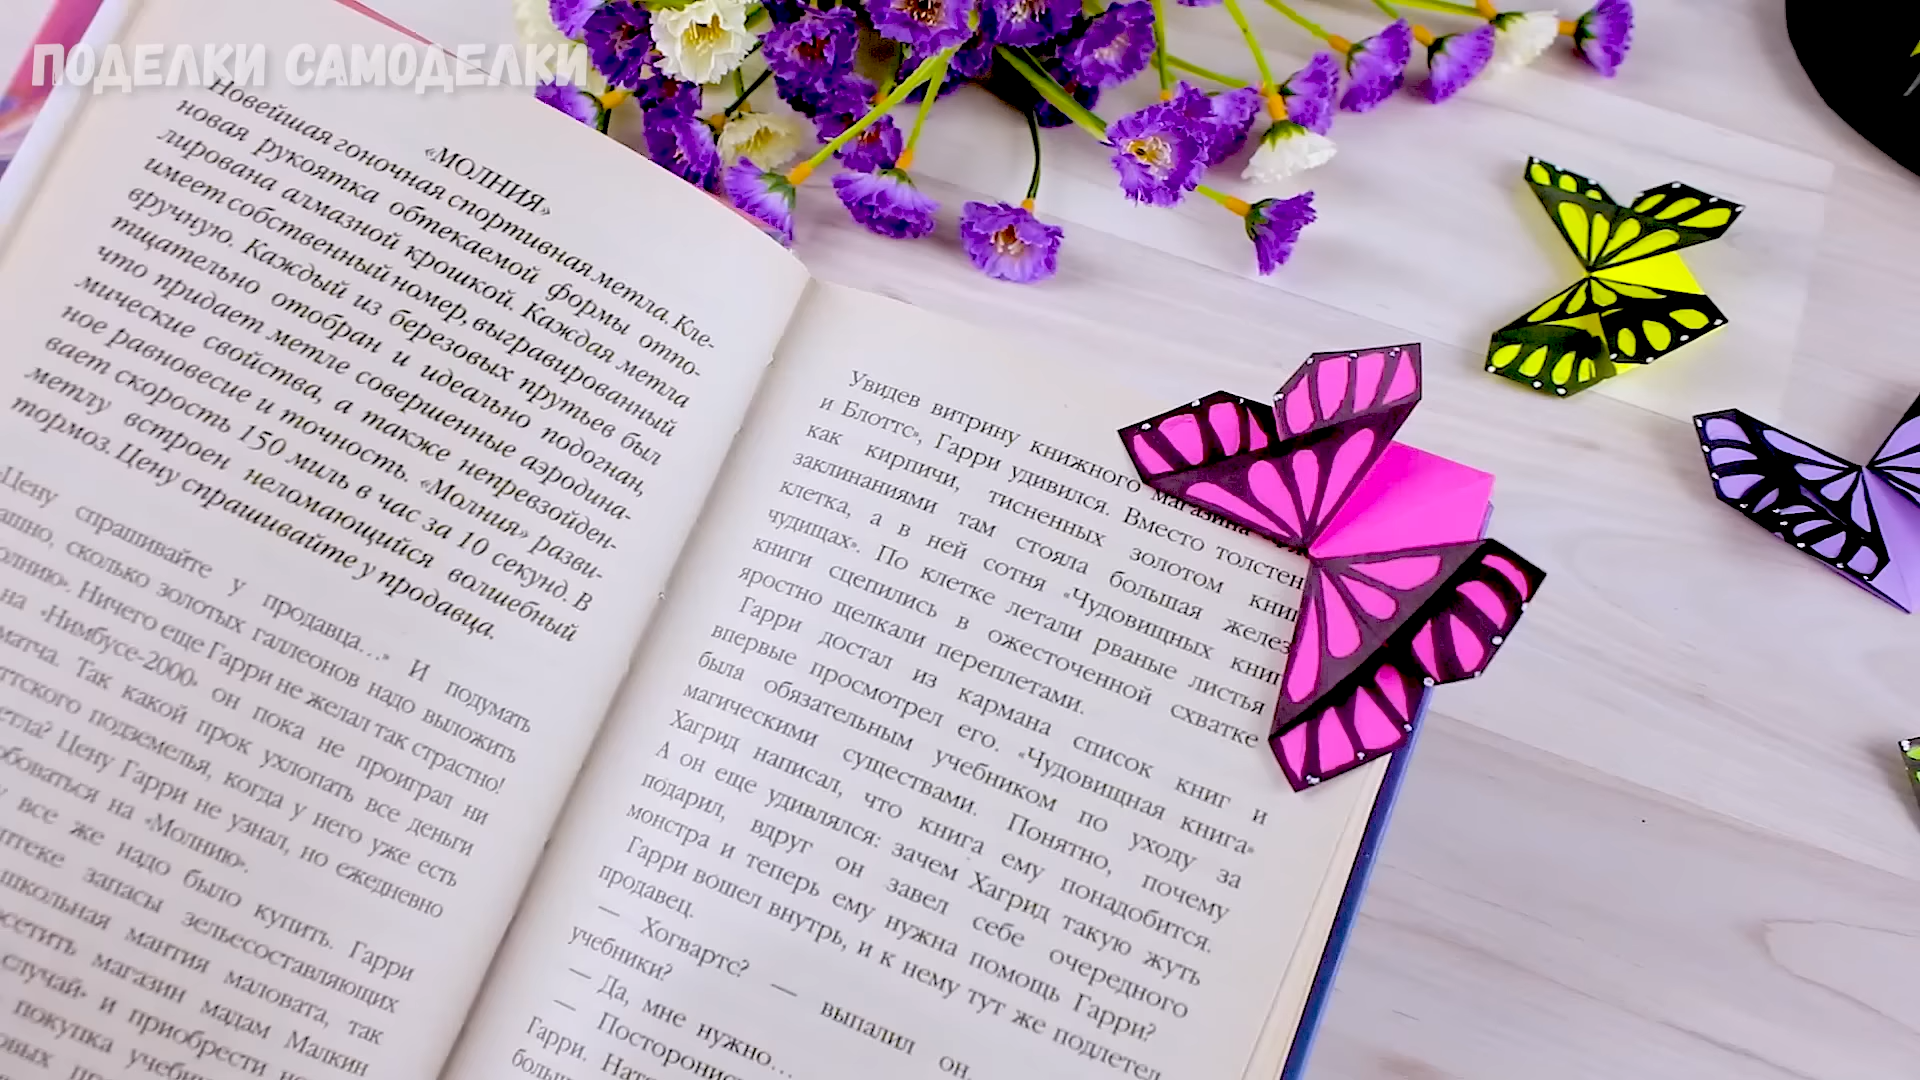 ПОДЕЛКИ САМОДЕЛКИ
«МОЛНИЯ»
Новейшая гоночная спортивная метла. Кле-
новая рукоятка обтекаемой формы отпо-
лирована алмазной крошкой. Каждая метла
имеет собственный номер, выгравированный
вручную. Каждый из березовых прутьев был
тщательно отобран и идеально подогнан,
что придает метле совершенные аэродина-
мические свойства, а также непревзойден-
ное равновесие и точность. «Молния» разви-
вает скорость 150 миль в час за 10 секунд. В
метлу встроен неломающийся волшебный
тормоз. Цену спрашивайте у продавца.
«Цену спрашивайте у продавца...» И подумать
сколько золотых галлеонов надо выложить
Ничего еще Гарри не желал так страстно!
на «Нимбусе-2000» он пока не проиграл ни
матча. Так какой прок ухлопать все деньги
подземелья, когда у него уже есть
Цену Гарри не узнал, но ежедневно
на «Молнию».
все же надо было купить. Гарри
запасы зельесоставляющих
школьная мантия маловата, так
магазин мадам Малкин
случай» и приобрести
покупка
Увидев витрину книжного магазина
и Блоттс», Гарри удивился. Вместо
как кирпичи, тисненных золотом
заклинаниями там стояла большая
клетка, а в ней сотня «Чудовищных
чудищах». По клетке летали рваные листья
книги сцепились в ожесточенной схватке
яростно щелкали переплетами.
Гарри достал из кармана список книг и
впервые просмотрел его. «Чудовищная книга»
была обязательным учебником по уходу за
магическими существами. Понятно, почему
Хагрид написал, что книга ему понадобится.
А он еще удивлялся: зачем Хагрид такую жуть
подарил, вдруг он завел себе очередного
монстра и теперь ему нужна помощь Гарри?
Гарри вошел внутрь, и к нему тут же подлетел
продавец.
— Хогвартс? — выпалил он.
учебники?
— Да, мне нужно...
— 
Гарри.